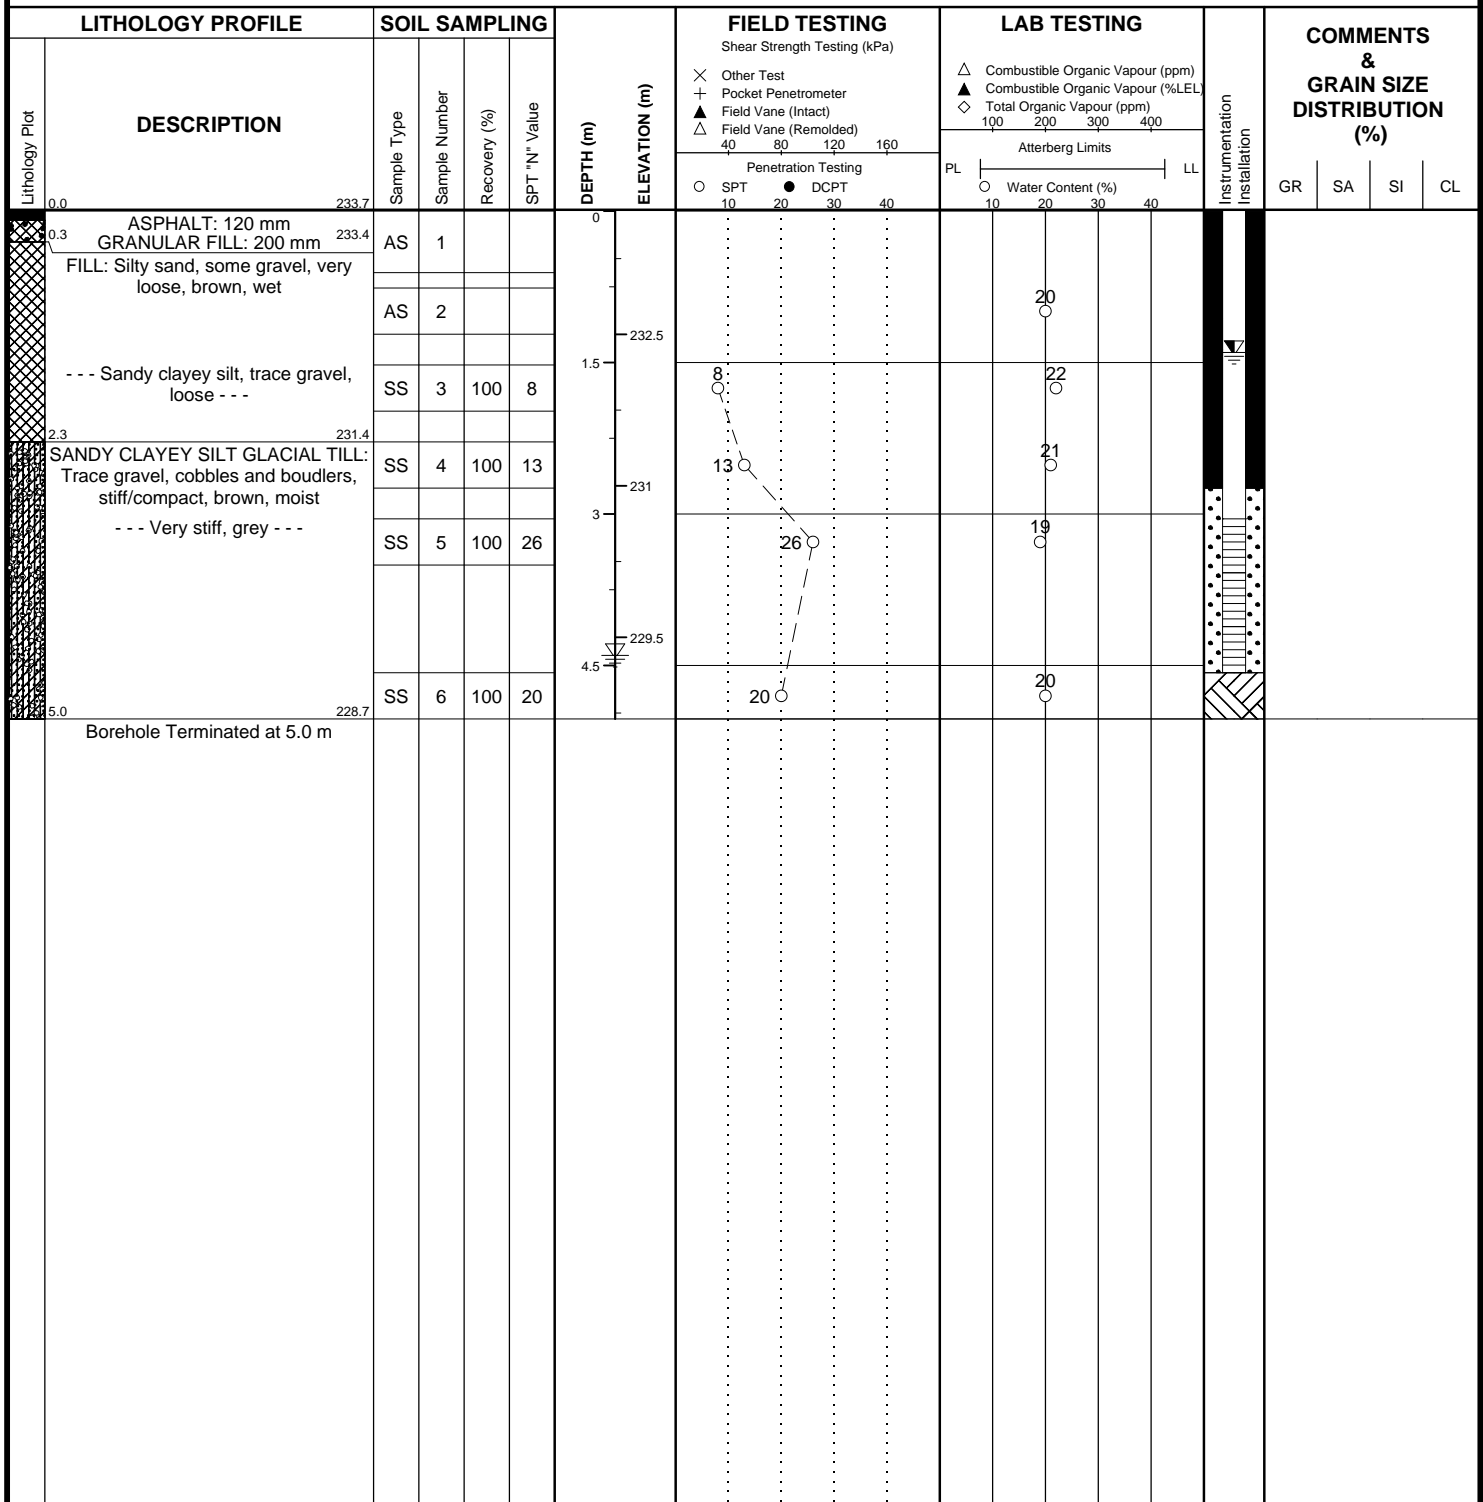 LITHOLOGY PROFILE
SOIL SAMPLING
FIELD TESTING
LAB TESTING
COMMENTS
&
GRAIN SIZE
DISTRIBUTION
(%)
Lithology Plot
DESCRIPTION
0.0 233.7
Sample Type
Sample Number
Recovery (%)
SPT "N" Value
DEPTH (m)
ELEVATION (m)
Shear Strength Testing (kPa)
Other Test
Pocket Penetrometer
Field Vane (Intact)
Field Vane (Remolded)
40 80 120 160
Penetration Testing
SPT DCPT
10 20 30 40
Combustible Organic Vapour (ppm)
Combustible Organic Vapour (%LEL)
Total Organic Vapour (ppm)
100 200 300 400
Atterberg Limits
PL LL
Water Content (%)
10 20 30 40
Instrumentation
Installation
GR SA SI CL
ASPHALT: 120 mm
0.3 GRANULAR FILL: 200 mm 233.4
FILL: Silty sand, some gravel, very
loose, brown, wet
- - - Sandy clayey silt, trace gravel,
loose - - -
2.3 231.4
SANDY CLAYEY SILT GLACIAL TILL:
Trace gravel, cobbles and boudlers,
stiff/compact, brown, moist
- - - Very stiff, grey - - -
5.0 228.7
Borehole Terminated at 5.0 m
AS 1
AS 2
SS 3 100 8
SS 4 100 13
SS 5 100 26
SS 6 100 20
0
1.5
3
4.5
232.5
231
229.5
8
13
26
20
20
22
21
19
20